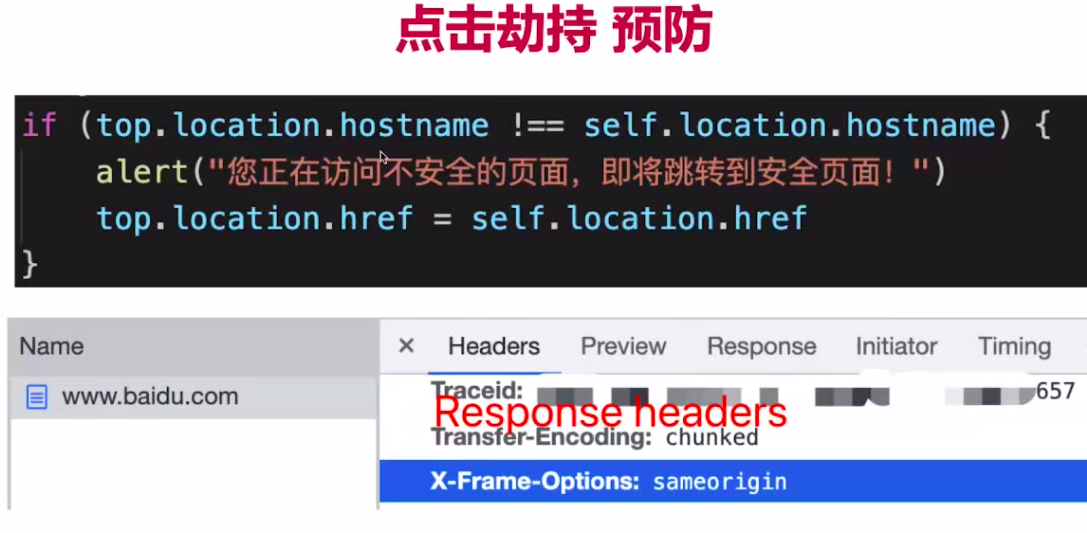 点击劫持 预防
if (top.location.hostname !== self.location.hostname) {
alert("您正在访问不安全的页面，即将跳转到安全页面！")
top.location.href = self.location.href
}
Name
× Headers Preview Response Initiator Timing
www.baidu.com
Traceid: 657
Response headers
Transfer-Encoding: chunked
X-Frame-Options: sameorigin